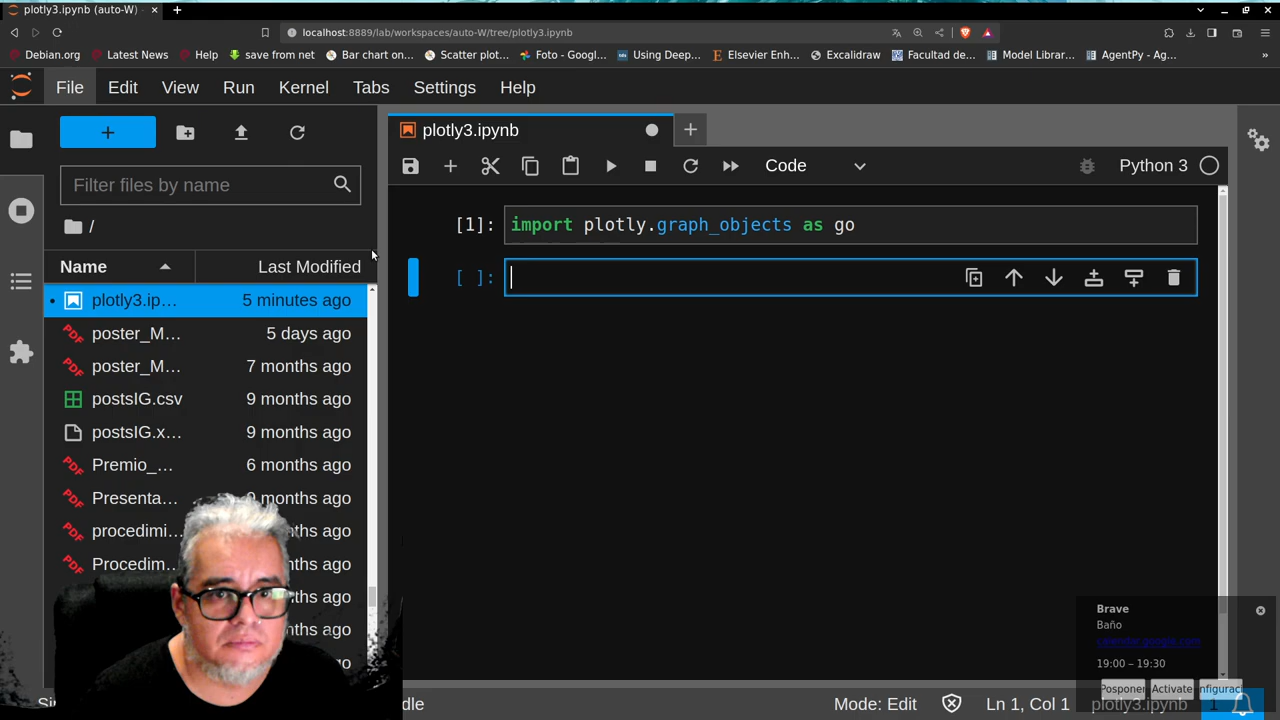 plotly3.ipynb (auto-W)
localhost:8889/lab/workspaces/auto-W/tree/plotly3.ipynb
Debian.org
Latest News
Help
save from net
Bar chart on...
Scatter plot...
Foto - Googl...
Using Deep...
Elsevier Enh...
Excalidraw
Facultad de...
Model Library...
AgentPy - Ag...
File
Edit
View
Run
Kernel
Tabs
Settings
Help
plotly3.ipynb
Code
Python 3
Filter files by name
/
Name
Last Modified
plotly3.ip... 5 minutes ago
poster_M... 5 days ago
poster_M... 7 months ago
postsIG.csv 9 months ago
postsIG.x... 9 months ago
Premio_... 6 months ago
Presenta... months ago
procedimi... ths ago
Procedim... ths ago
ths ago
ths ago
[1]: import plotly.graph_objects as go
[ ]:
Brave
Baño
calendar.google.com
19:00 – 19:30
Posponer
Activate
nfiguraci
dle
Mode: Edit
Ln 1, Col 1
plotly3.ipynb
1